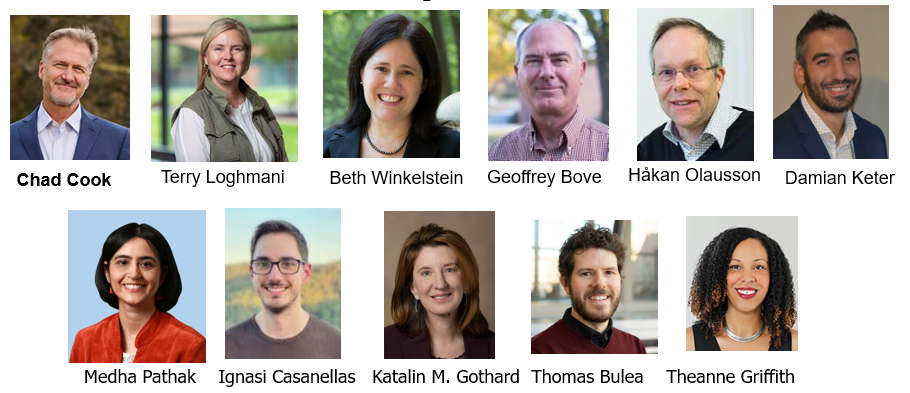 Chad Cook
Terry Loghmani
Beth Winkelstein
Geoffrey Bove
Håkan Olausson
Damian Keter
Medha Pathak
Ignasi Casanellas
Katalin M. Gothard
Thomas Bulea
Theanne Griffith